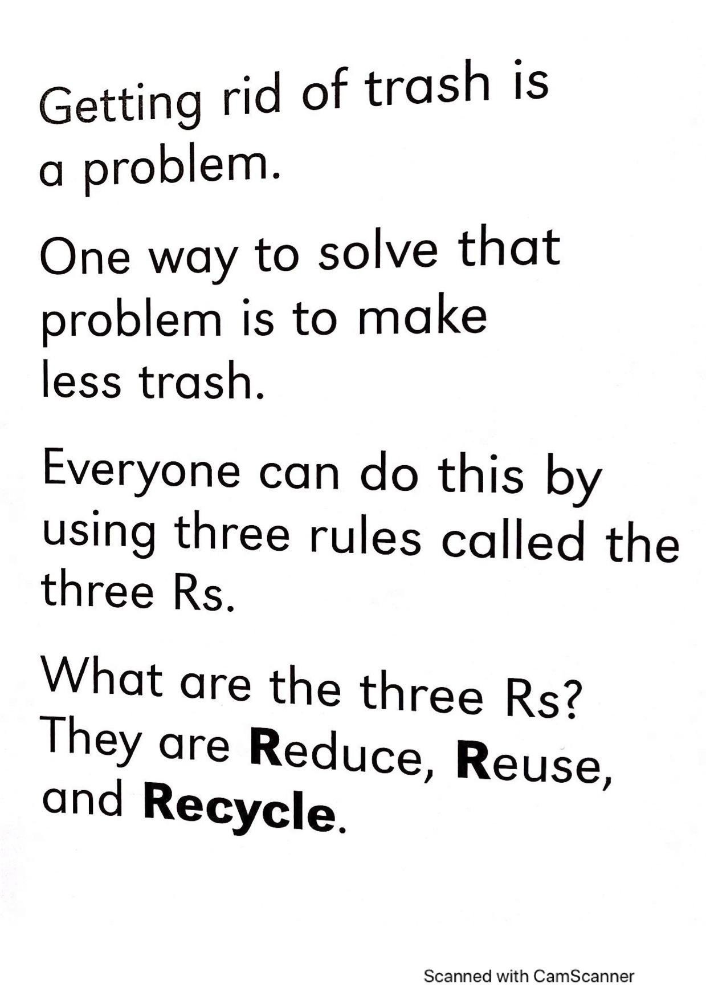 Getting rid of trash is
a problem.
One way to solve that
problem is to make
less trash.
Everyone can do this by
using three rules called the
three Rs.
What are the three Rs?
They are Reduce, Reuse,
and Recycle.
Scanned with CamScanner